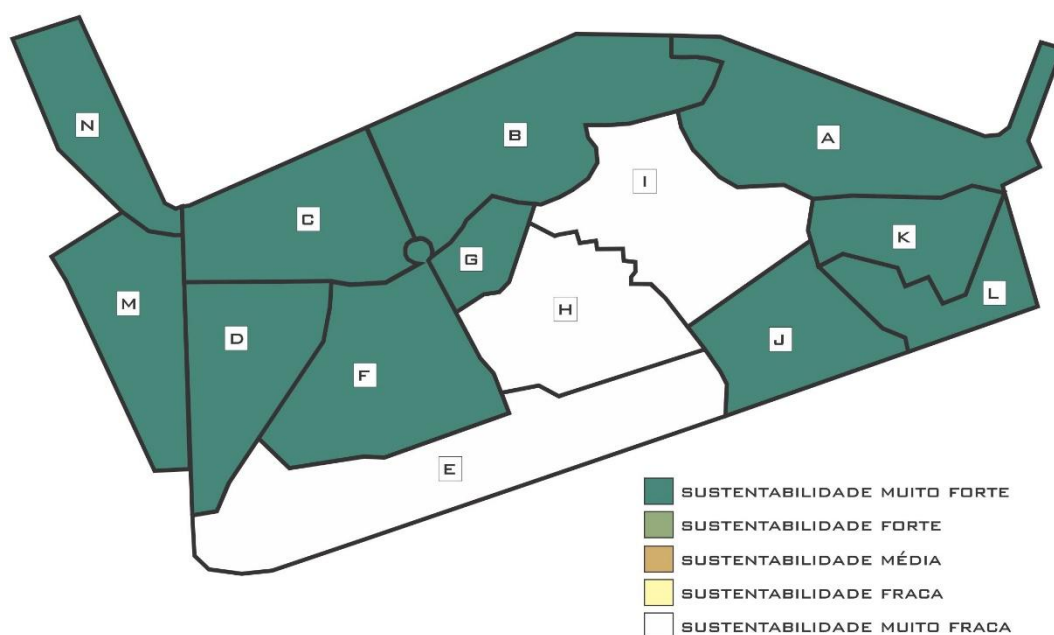 N
B
A
I
C
K
G
L
M
H
D
J
F
E
SUSTENTABILIDADE MUITO FORTE
SUSTENTABILIDADE FORTE
SUSTENTABILIDADE MÉDIA
SUSTENTABILIDADE FRACA
SUSTENTABILIDADE MUITO FRACA